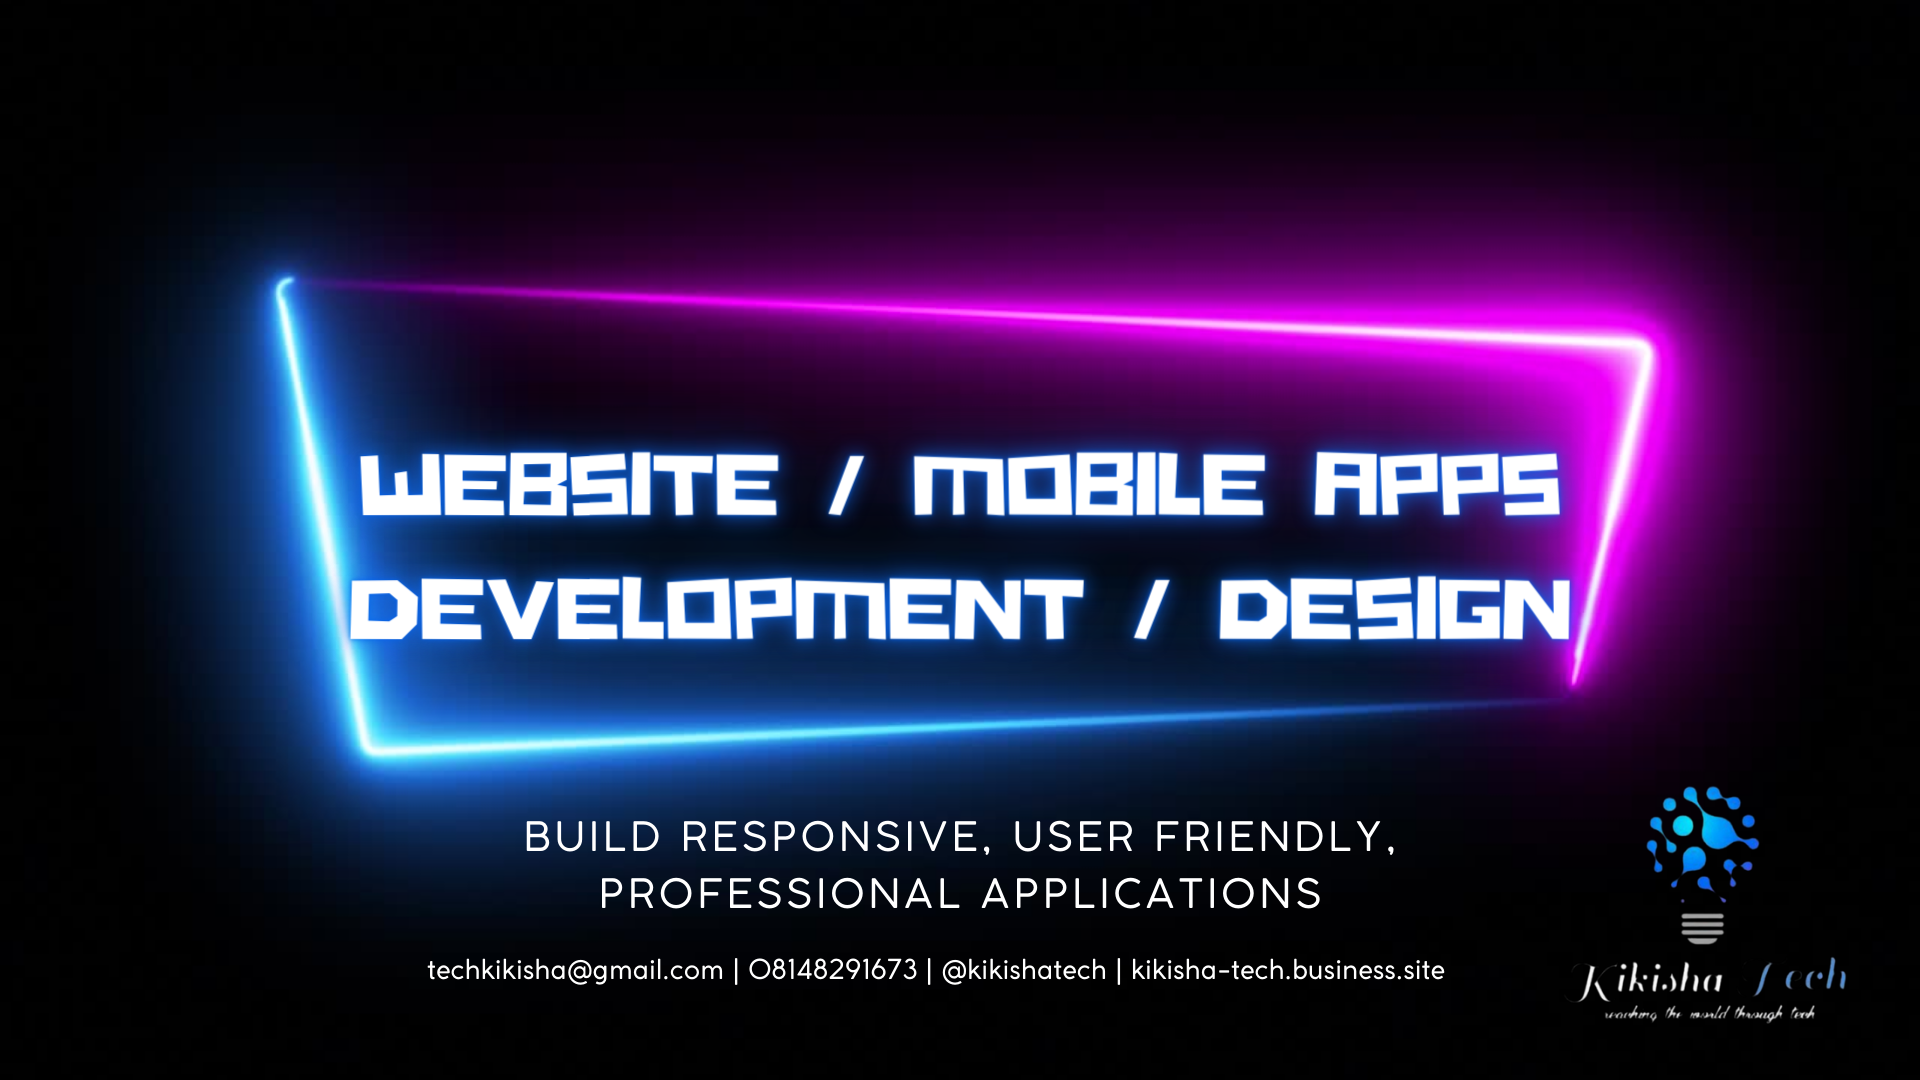 WEBSITE / MOBILE APPS
DEVELOPMENT / DESIGN
BUILD RESPONSIVE, USER FRIENDLY,
PROFESSIONAL APPLICATIONS
techkikisha@gmail.com | 08148291673 | @kikishatech | kikisha-tech.business.site
Kikisha Tech
reaching the world through tech